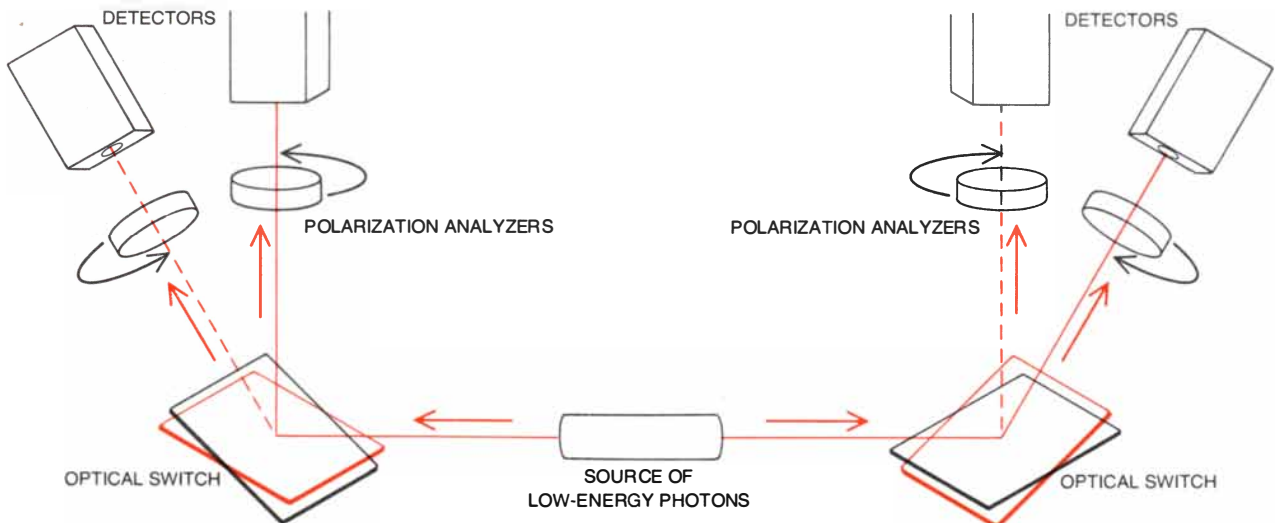 DETECTORS
DETECTORS
POLARIZATION ANALYZERS
POLARIZATION ANALYZERS
OPTICAL SWITCH
SOURCE OF
LOW-ENERGY PHOTONS
OPTICAL SWITCH